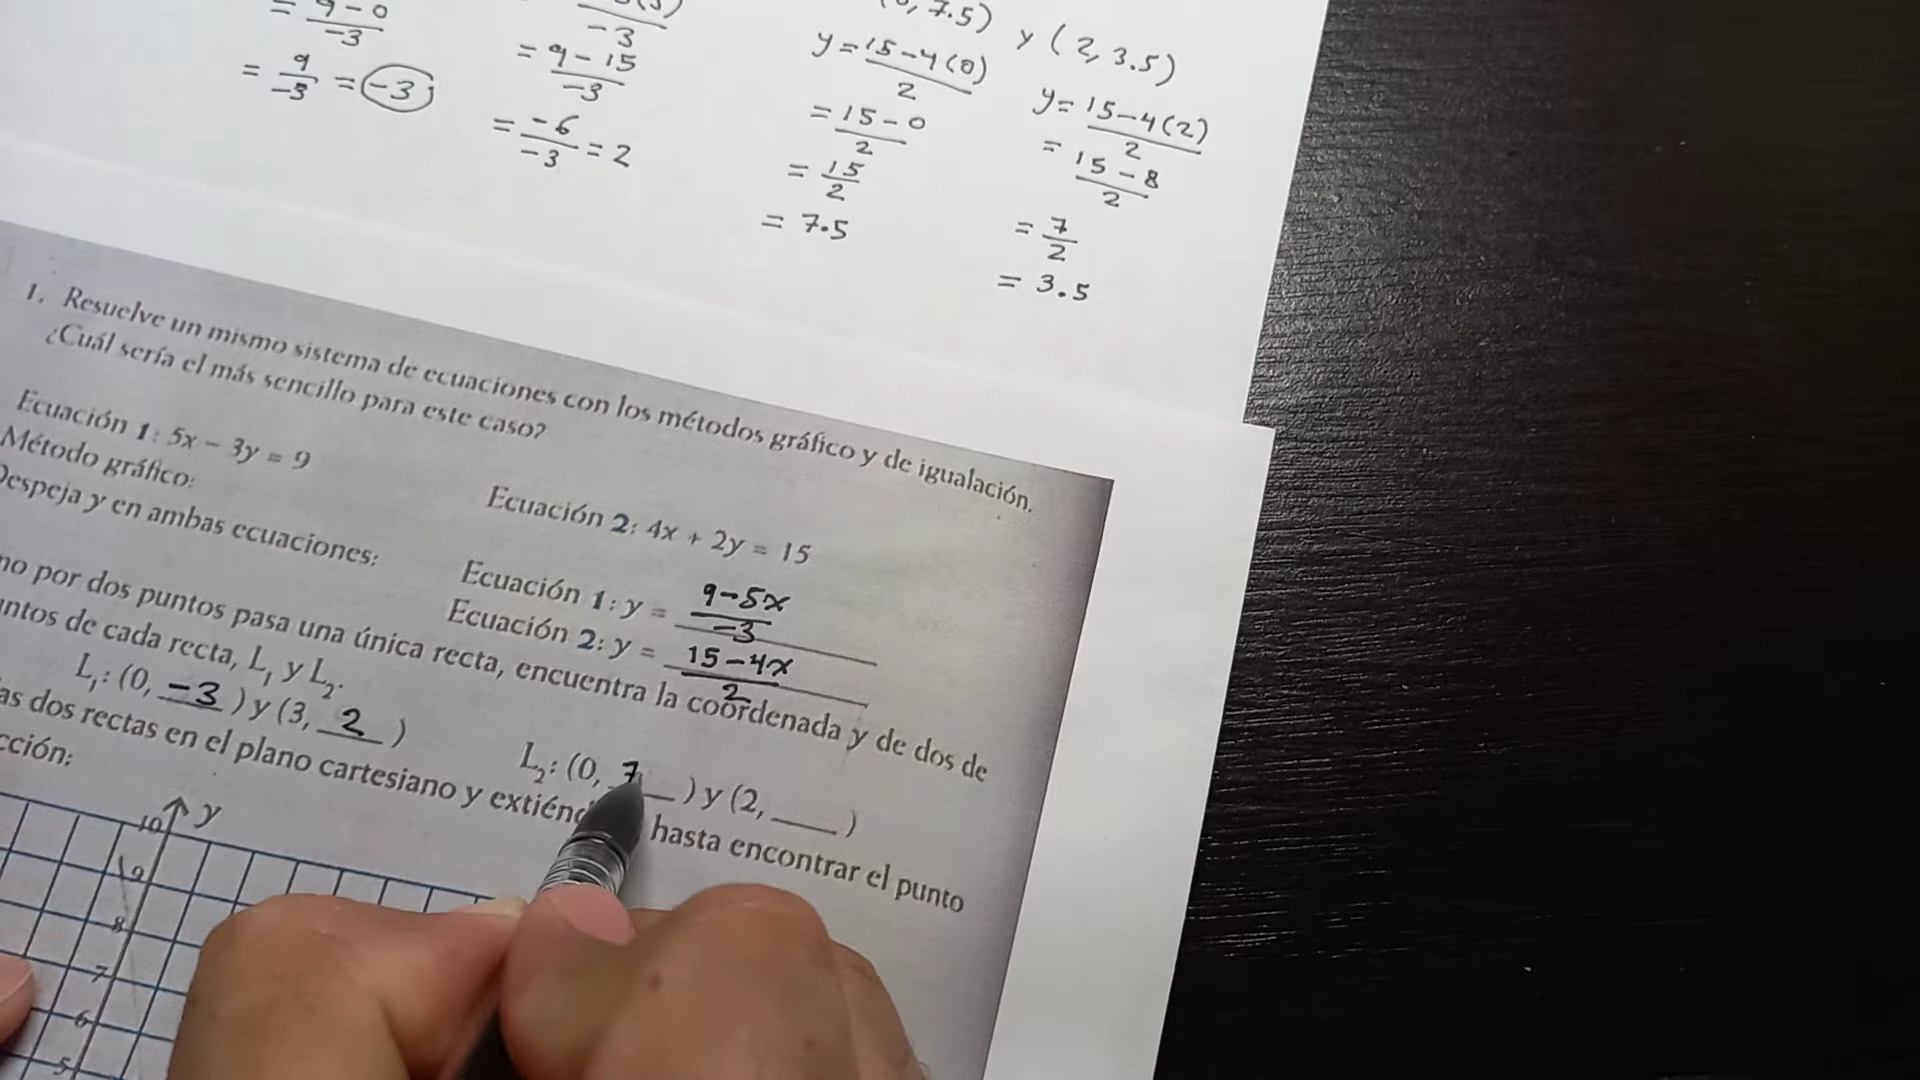 = 9 - 0 / -3
= 9 / -3 = -3
-3
= 9 - 15 / -3
= -6 / -3 = 2
, 7.5) y (2, 3.5)
y = 15 - 4(0) / 2
= 15 - 0 / 2
= 15 / 2
= 7.5
y = 15 - 4(2) / 2
= 15 - 8 / 2
= 7 / 2
= 3.5
1. Resuelve un mismo sistema de ecuaciones con los métodos gráfico y de igualación.
¿Cuál sería el más sencillo para este caso?
Ecuación 1: 5x - 3y = 9
Ecuación 2: 4x + 2y = 15
Método gráfico:
Despeja y en ambas ecuaciones:
Ecuación 1: y = 9-5x / -3
Ecuación 2: y = 15-4x / 2
por dos puntos pasa una única recta, encuentra la coordenada y de dos de
de cada recta, L₁ y L₂.
L₁: (0, -3 ) y (3, 2 )
L₂: (0, 7 ) y (2, ___ )
dos rectas en el plano cartesiano y hasta encontrar el punto
y
10
9
8
7
6
5